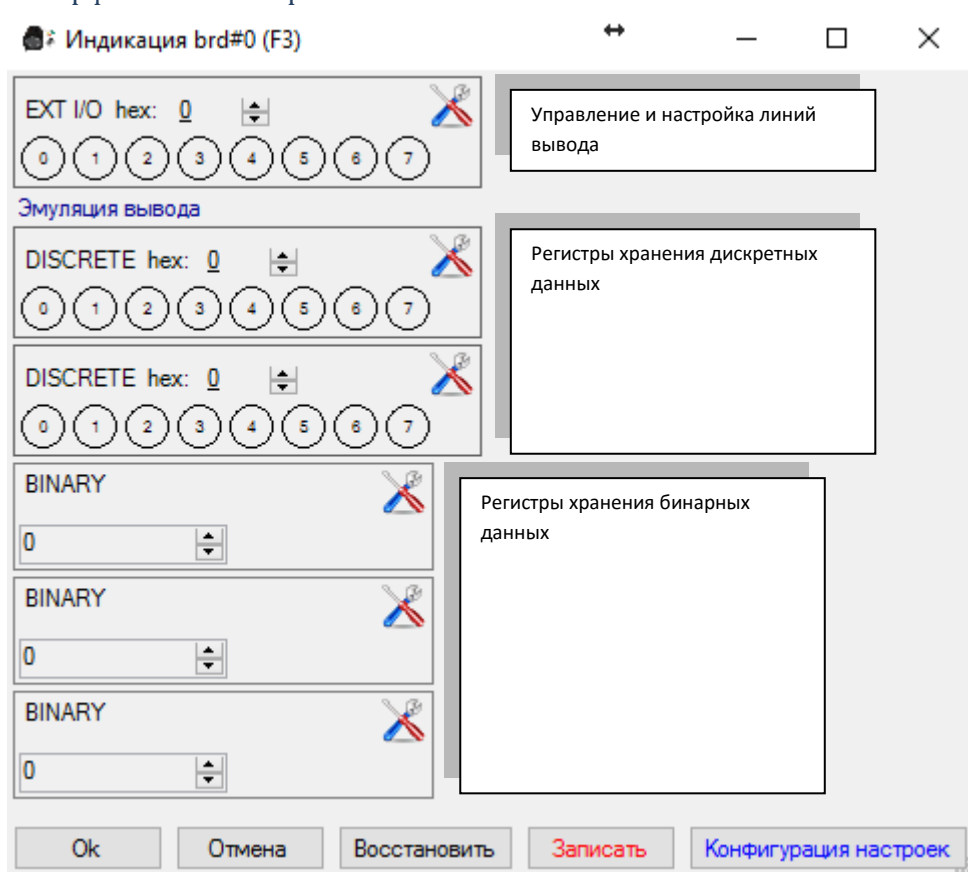 Индикация brd#0 (F3)
EXT I/O hex: 0
0 1 2 3 4 5 6 7
Управление и настройка линий
вывода
Эмуляция вывода
DISCRETE hex: 0
0 1 2 3 4 5 6 7
Регистры хранения дискретных
данных
DISCRETE hex: 0
0 1 2 3 4 5 6 7
BINARY
0
Регистры хранения бинарных
данных
BINARY
0
BINARY
0
Ok Отмена Восстановить Записать Конфигурация настроек